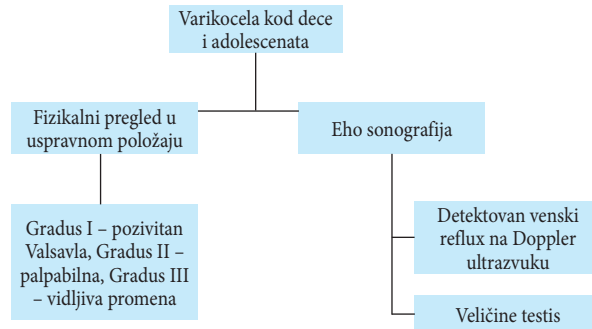 Varikocela kod dece
i adolescenata
Fizikalni pregled u
uspravnom položaju
Eho sonografija
Gradus I – pozivitan
Valsavla, Gradus II –
palpabilna, Gradus III
– vidljiva promena
Detektovan venski
reflux na Doppler
ultrazvuku
Veličine testis